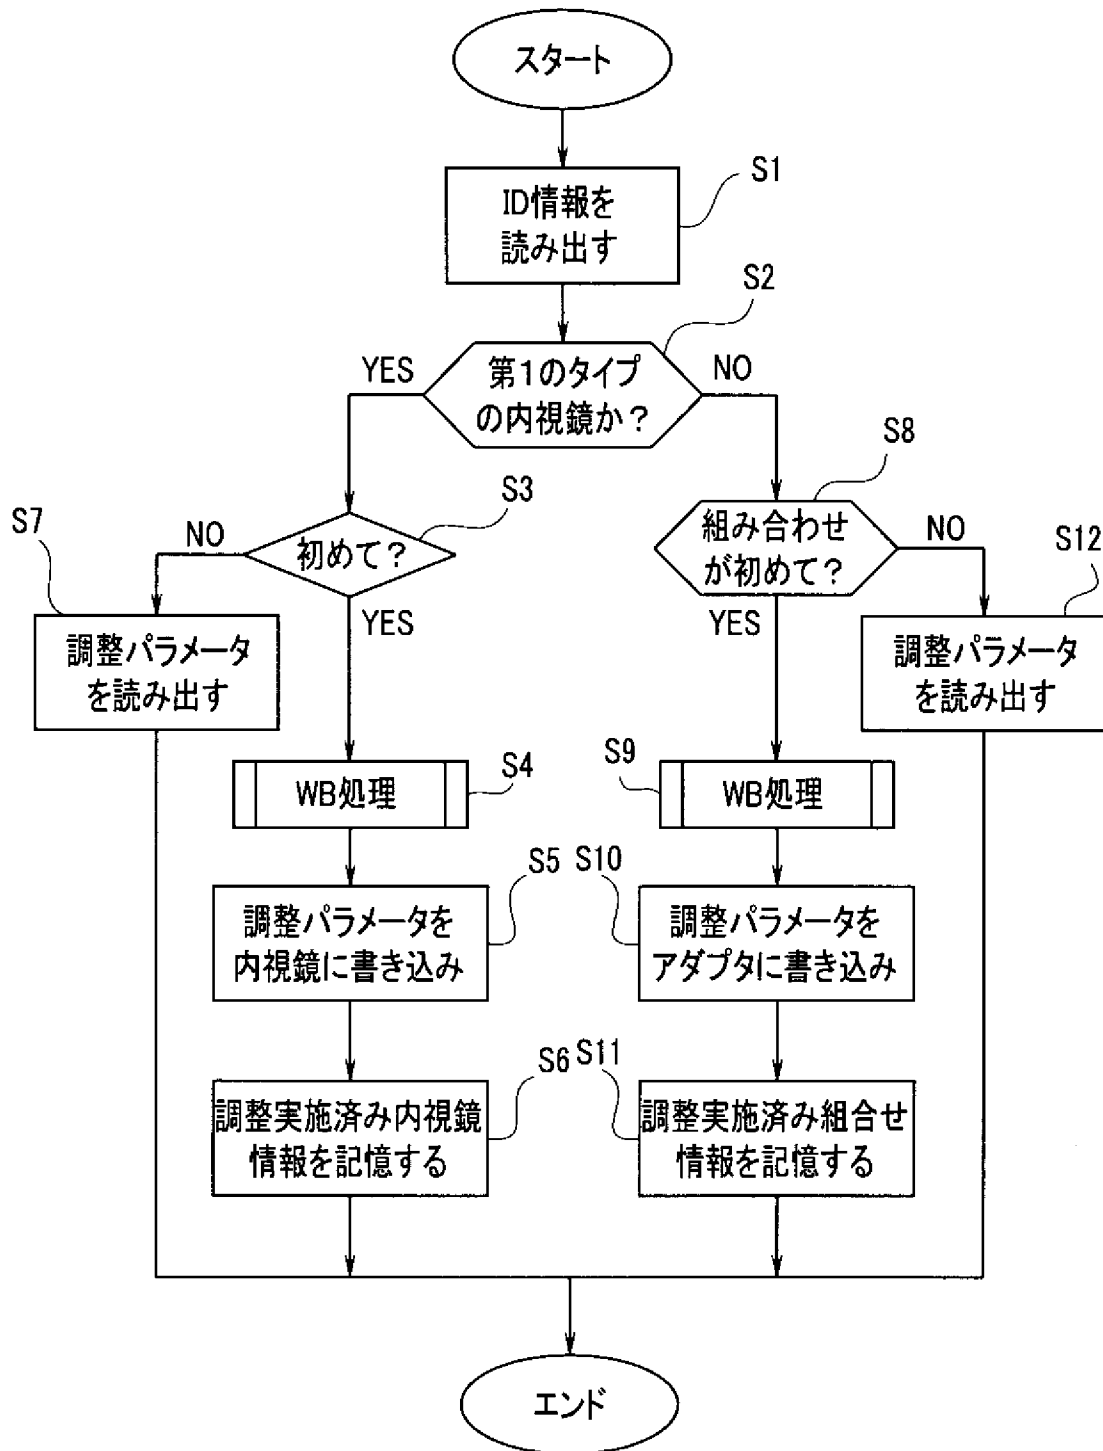 スタート
S1
ID情報を
読み出す
S2
YES
第1のタイプ
の内視鏡か?
NO
S8
S3
S7
NO
初めて?
組み合わせ
が初めて?
NO
S12
YES
YES
調整パラメータ
を読み出す
調整パラメータ
を読み出す
WB処理
S4
S9
WB処理
S5
S10
調整パラメータを
内視鏡に書き込み
調整パラメータを
アダプタに書き込み
S6
S11
調整実施済み内視鏡
情報を記憶する
調整実施済み組合せ
情報を記憶する
エンド